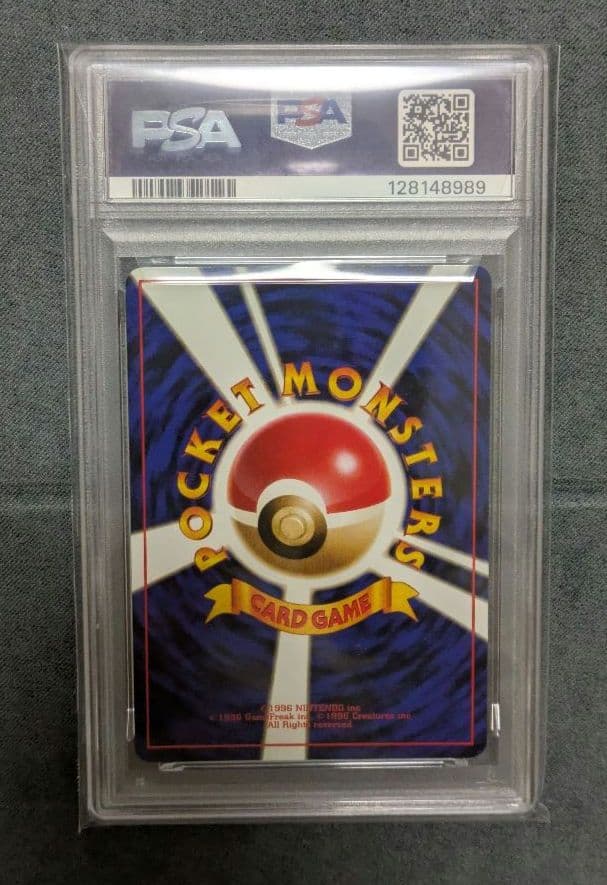 PSA
PSA
128148989
POCKET MONSTERS
CARD GAME
©1996 NINTENDO inc
©1996 GameFreak inc. ©1996 Creatures inc
All Rights reserved